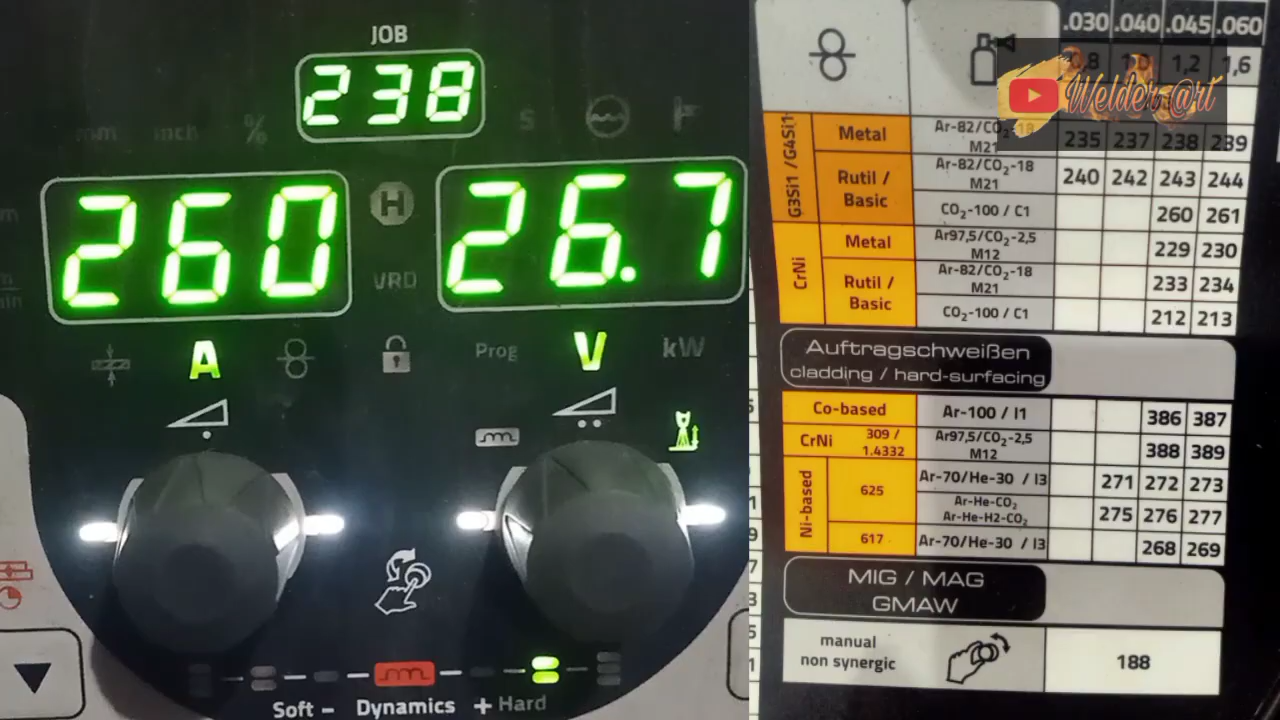 JOB
238
mm inch % S
260 H 26.7
VRD
A Prog V kW
Soft - Dynamics + Hard
.030 .040 .045 .060
0,8 1,0 1,2 1,6
Welder @rt
G3Si1 /G4Si1
Metal Ar-82/CO2-18 M21 235 237 238 239
Rutil / Basic Ar-82/CO2-18 M21 240 242 243 244
CO2-100 / C1 260 261
CrNi
Metal Ar97,5/CO2-2,5 M12 229 230
Rutil / Basic Ar-82/CO2-18 M21 233 234
CO2-100 / C1 212 213
Auftragschweißen
cladding / hard-surfacing
Co-based Ar-100 / I1 386 387
CrNi 309 / 1.4332 Ar97,5/CO2-2,5 M12 388 389
Ni-based
625 Ar-70/He-30 / I3 271 272 273
Ar-He-CO2 Ar-He-H2-CO2 275 276 277
617 Ar-70/He-30 / I3 268 269
MIG / MAG
GMAW
manual
non synergic 188